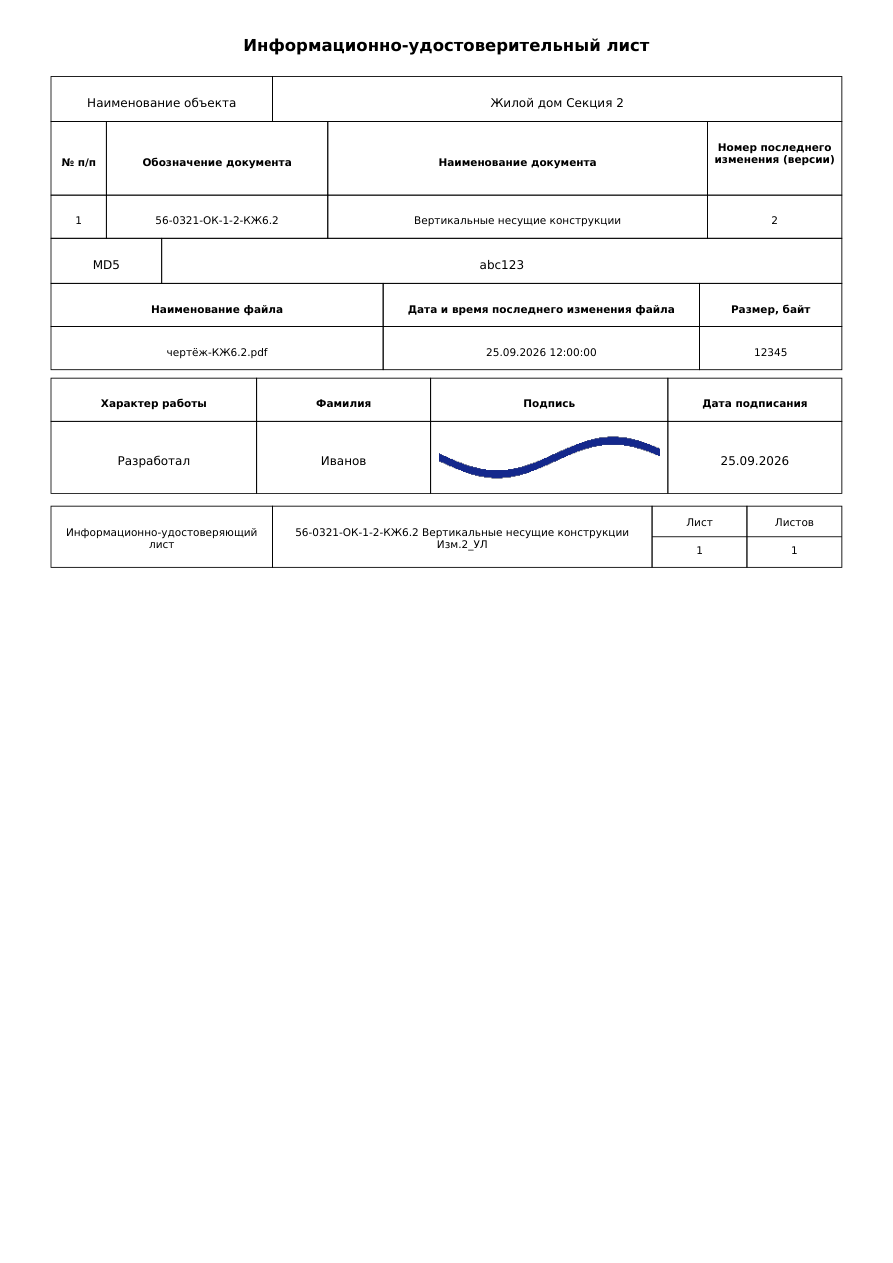 Информационно-удостоверительный лист
Наименование объекта
Жилой дом Секция 2
№ п/п
Обозначение документа
Наименование документа
Номер последнего
изменения (версии)
1
56-0321-ОК-1-2-КЖ6.2
Вертикальные несущие конструкции
2
MD5
abc123
Наименование файла
Дата и время последнего изменения файла
Размер, байт
чертёж-КЖ6.2.pdf
25.09.2026 12:00:00
12345
Характер работы
Фамилия
Подпись
Дата подписания
Разработал
Иванов
25.09.2026
Информационно-удостоверяющий
лист
56-0321-ОК-1-2-КЖ6.2 Вертикальные несущие конструкции
Изм.2_УЛ
Лист
Листов
1
1